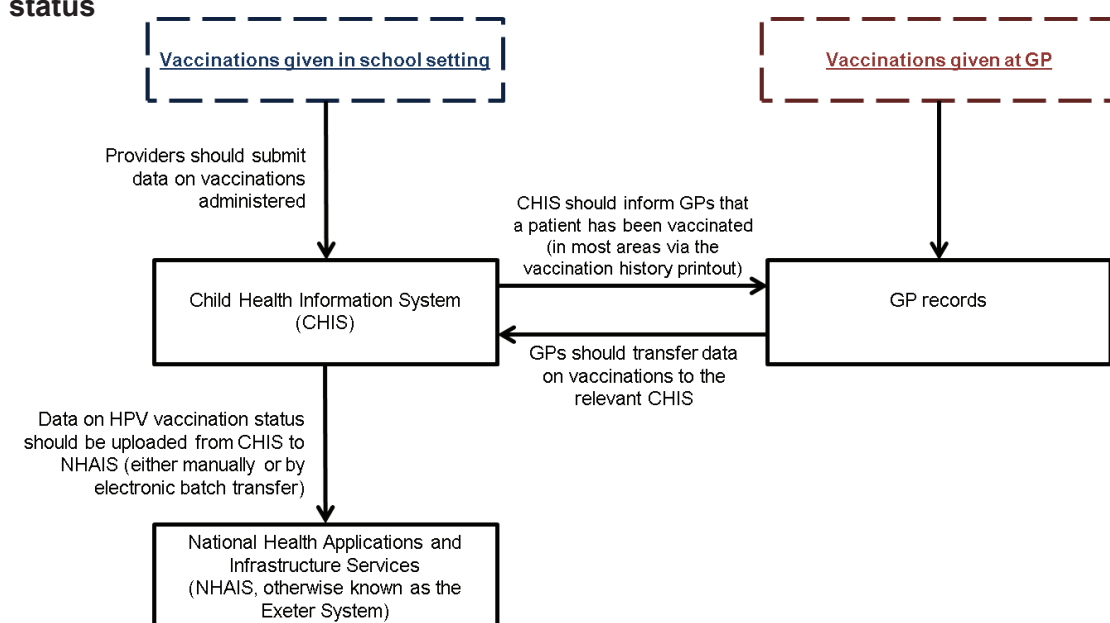 status
Vaccinations given in school setting
Vaccinations given at GP
Providers should submit
data on vaccinations
administered
CHIS should inform GPs that
a patient has been vaccinated
(in most areas via the
vaccination history printout)
Child Health Information System
(CHIS)
GP records
GPs should transfer data
on vaccinations to the
relevant CHIS
Data on HPV vaccination status
should be uploaded from CHIS to
NHAIS (either manually or by
electronic batch transfer)
National Health Applications and
Infrastructure Services
(NHAIS, otherwise known as the
Exeter System)